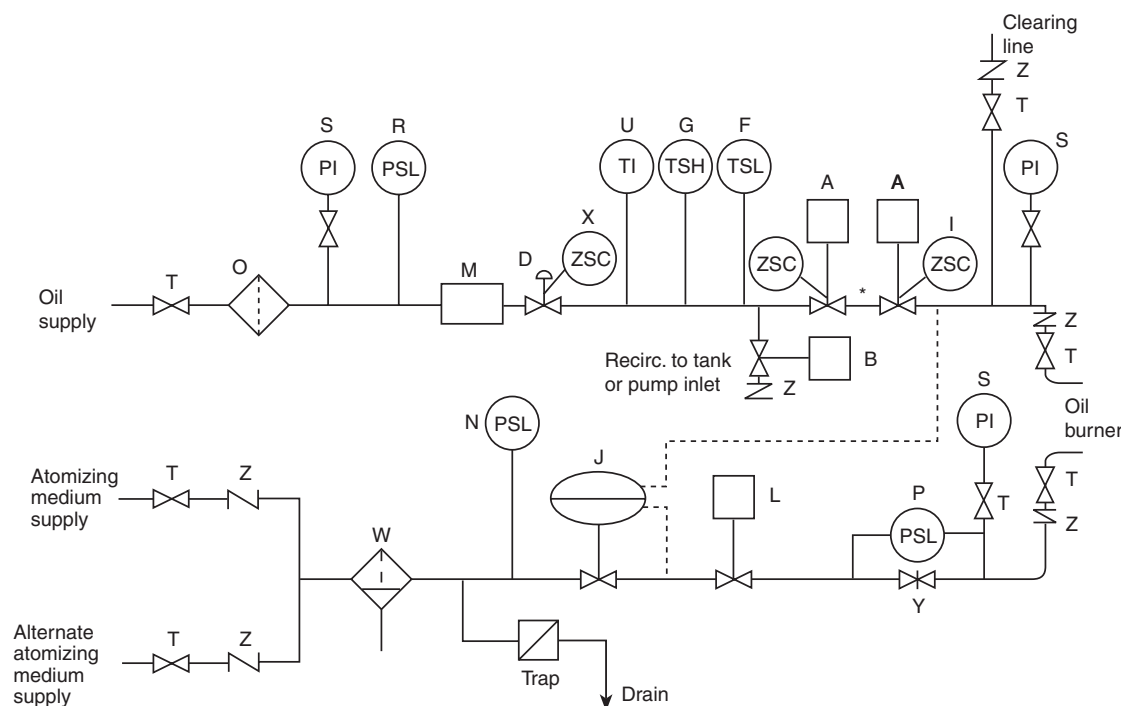 Clearing
line
Z
T
S
R
U
G
F
S
PI
PSL
TI
TSH
TSL
A
A
PI
X
I
D
ZSC
ZSC
ZSC
O
M
T
*
Oil
supply
Z
T
Recirc. to tank
or pump inlet
B
Z
S
PI
Oil
burner
N
PSL
J
Atomizing
medium
supply
T
Z
L
P
PSL
T
T
Z
W
Y
Alternate
atomizing
medium
supply
T
Z
Trap
Drain